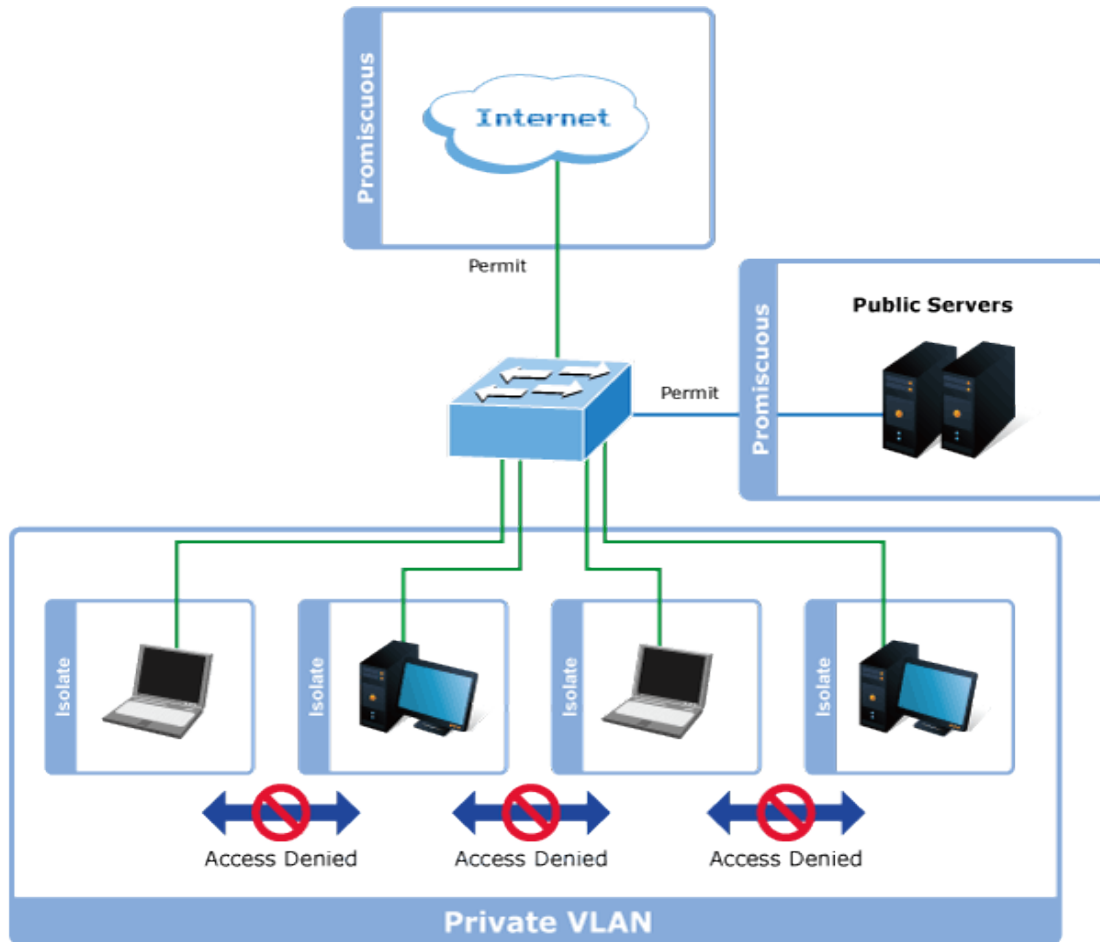 Promiscuous
Internet
Permit
Promiscuous
Public Servers
Permit
Isolate
Isolate
Isolate
Isolate
Access Denied
Access Denied
Access Denied
Private VLAN